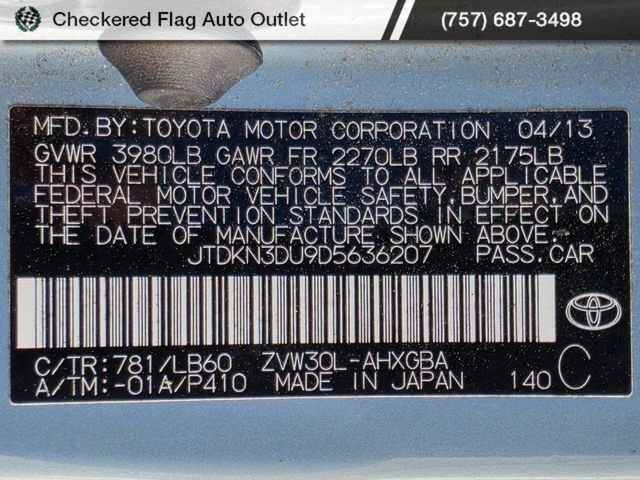 Checkered Flag Auto Outlet (757) 687-3498
MFD.BY:TOYOTA MOTOR CORPORATION 04/13
GVWR 3980LB GAWR FR 2270LB RR 2175LB
THIS VEHICLE CONFORMS TO ALL APPLICABLE
FEDERAL MOTOR VEHICLE SAFETY,BUMPER,AND
THEFT PREVENTION STANDARDS IN EFFECT ON
THE DATE OF MANUFACTURE SHOWN ABOVE.
JTDKN3DU9D5636207 PASS.CAR
C/TR:781/LB60 ZVW30L-AHXGBA
A/TM:-01A/P410 MADE IN JAPAN 140 C